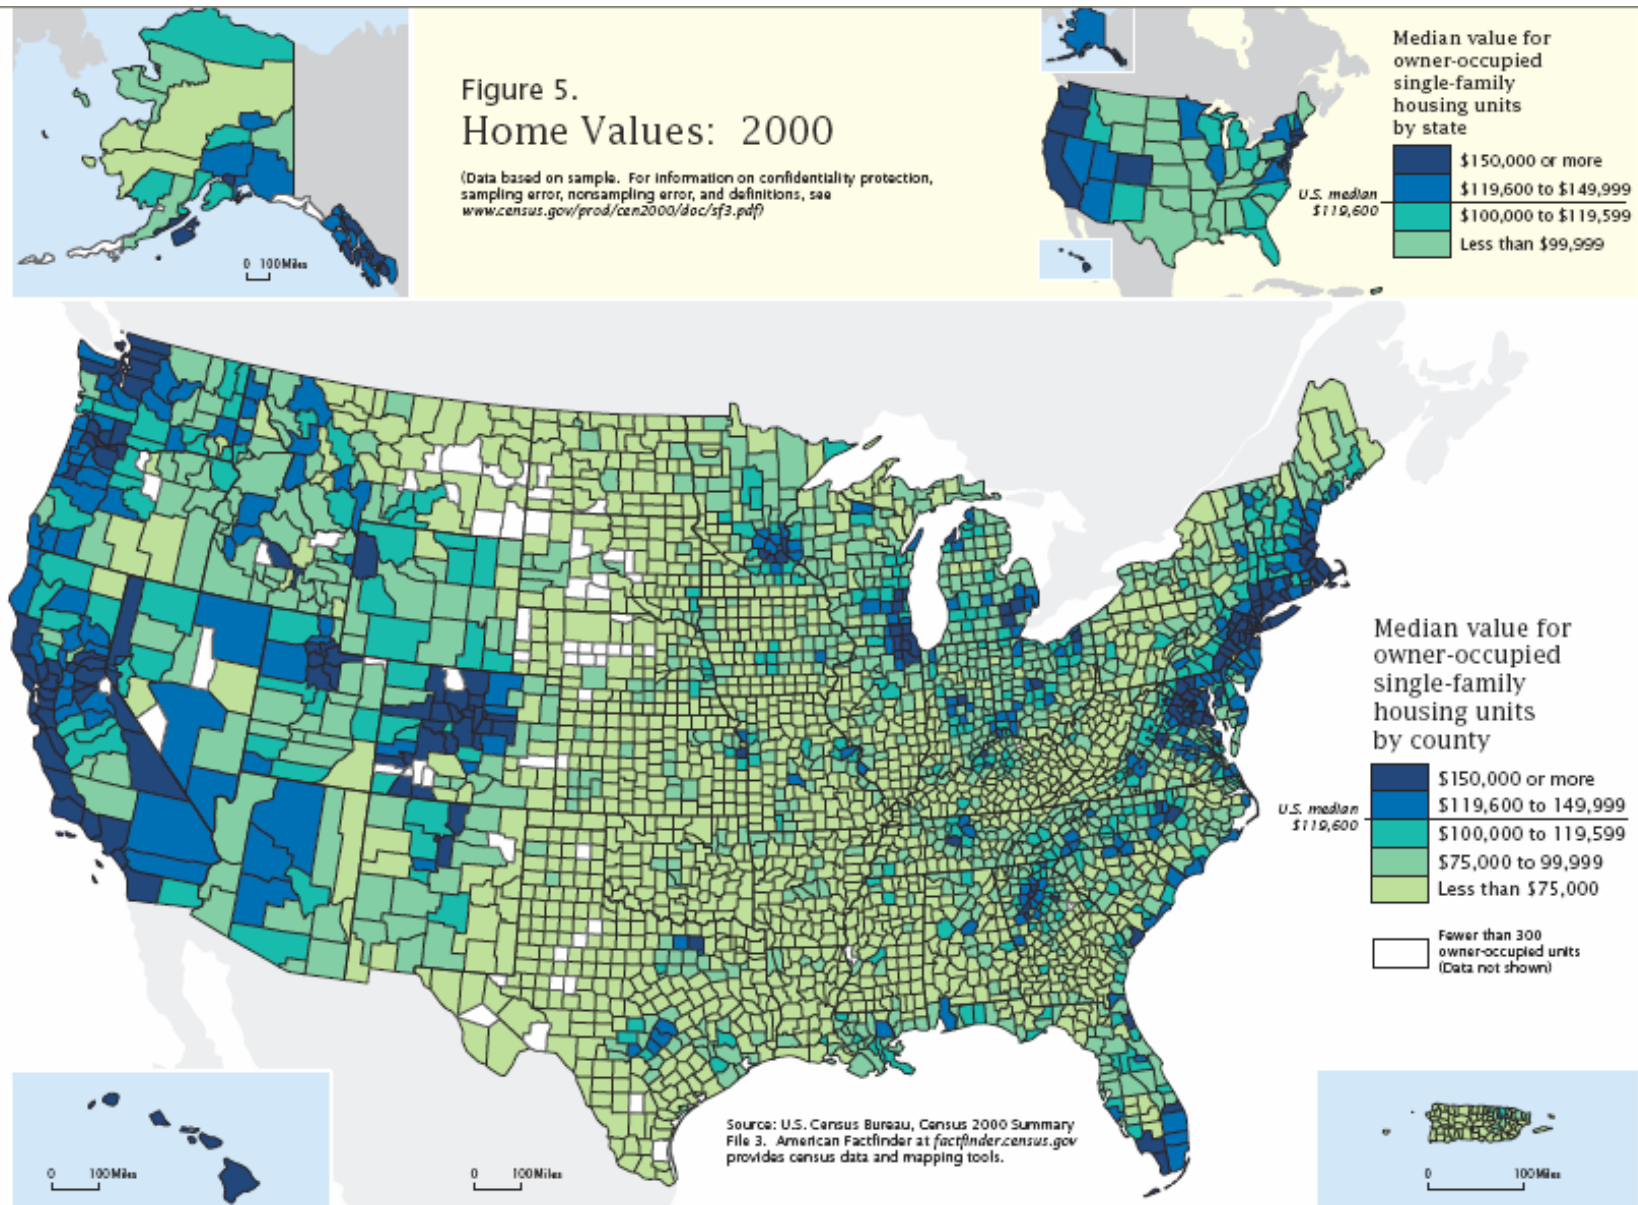 Figure 5.
Home Values: 2000
(Data based on sample. For information on confidentiality protection,
sampling error, nonsampling error, and definitions, see
www.census.gov/prod/cen2000/doc/sf3.pdf)
0 100 Miles
Median value for
owner-occupied
single-family
housing units
by state
$150,000 or more
$119,600 to $149,999
U.S. median
$119,600
$100,000 to $119,599
Less than $99,999
Median value for
owner-occupied
single-family
housing units
by county
$150,000 or more
$119,600 to 149,999
U.S. median
$119,600
$100,000 to 119,599
$75,000 to 99,999
Less than $75,000
Fewer than 300
owner-occupied units
(Data not shown)
Source: U.S. Census Bureau, Census 2000 Summary
File 3. American Factfinder at factfinder.census.gov
provides census data and mapping tools.
0 100 Miles
0 100 Miles
0 100 Miles